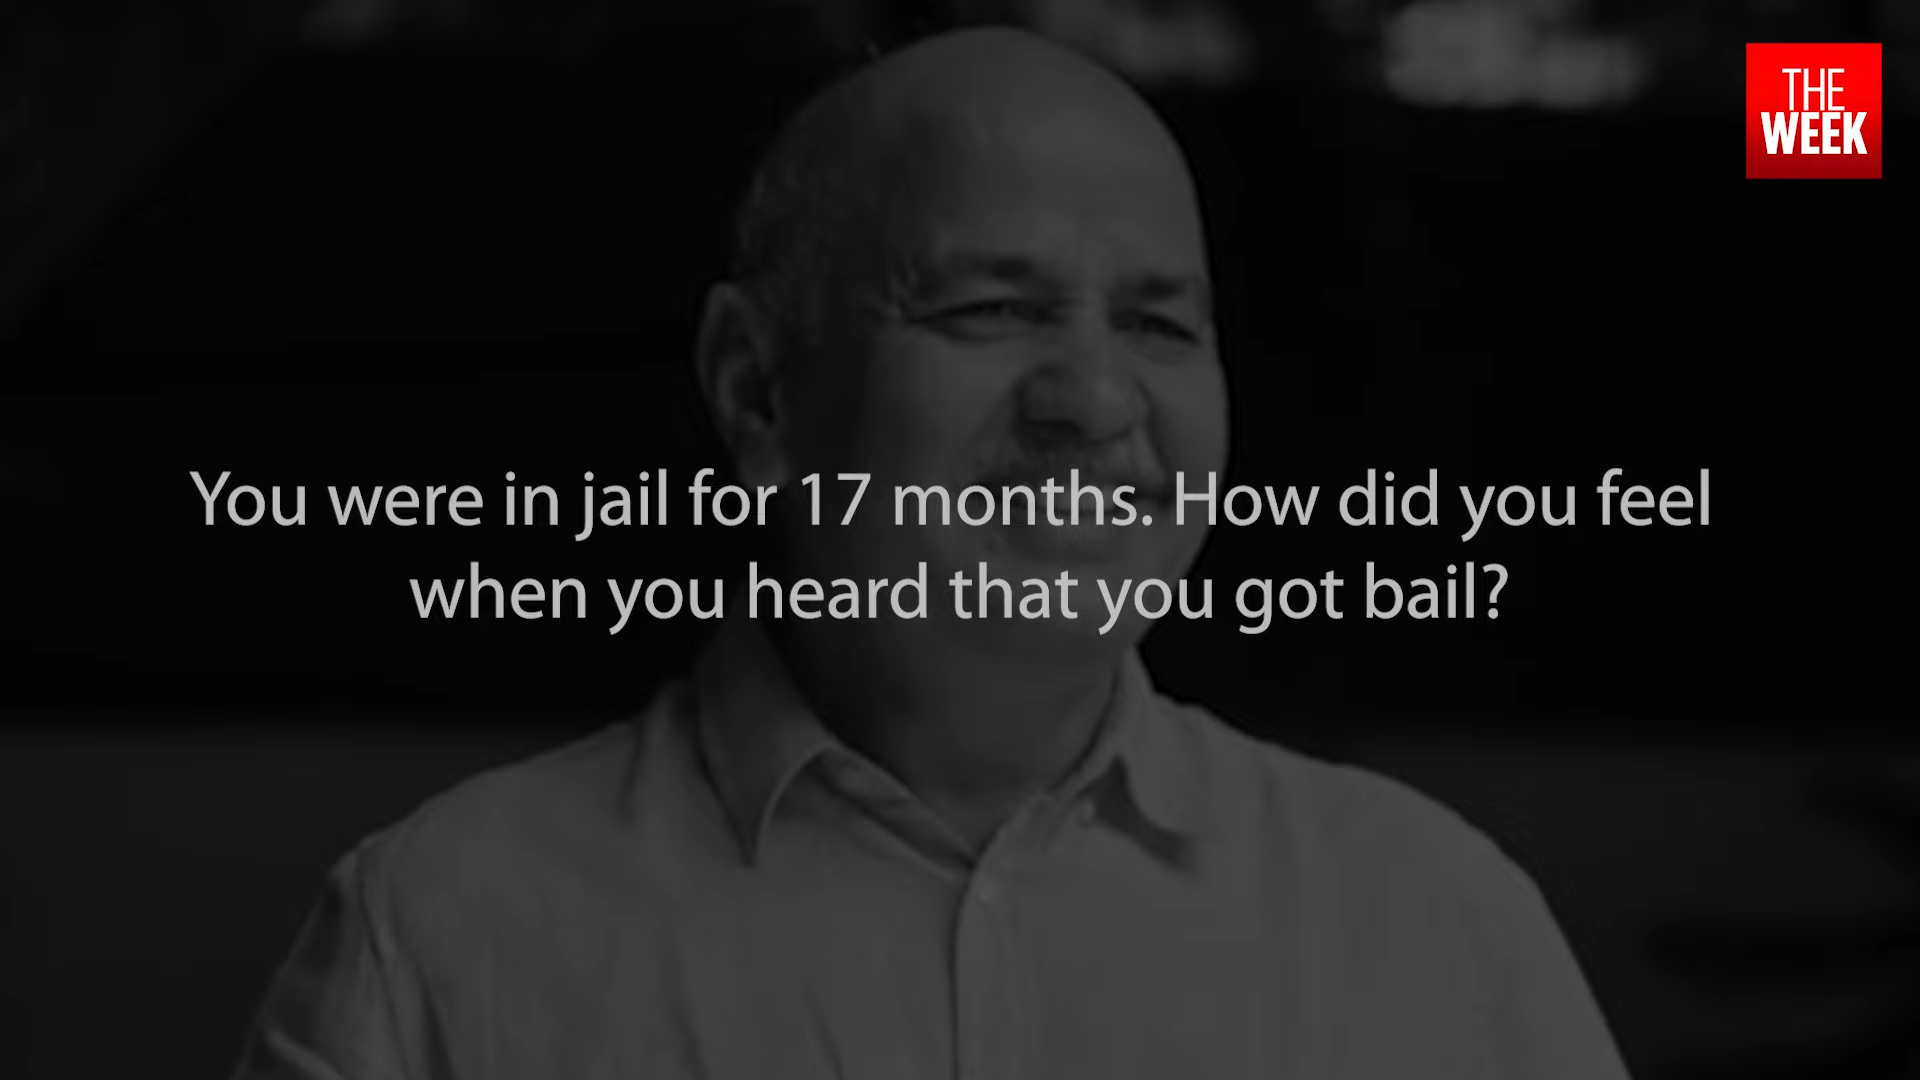 THE
WEEK
You were in jail for 17 months. How did you feel
when you heard that you got bail?